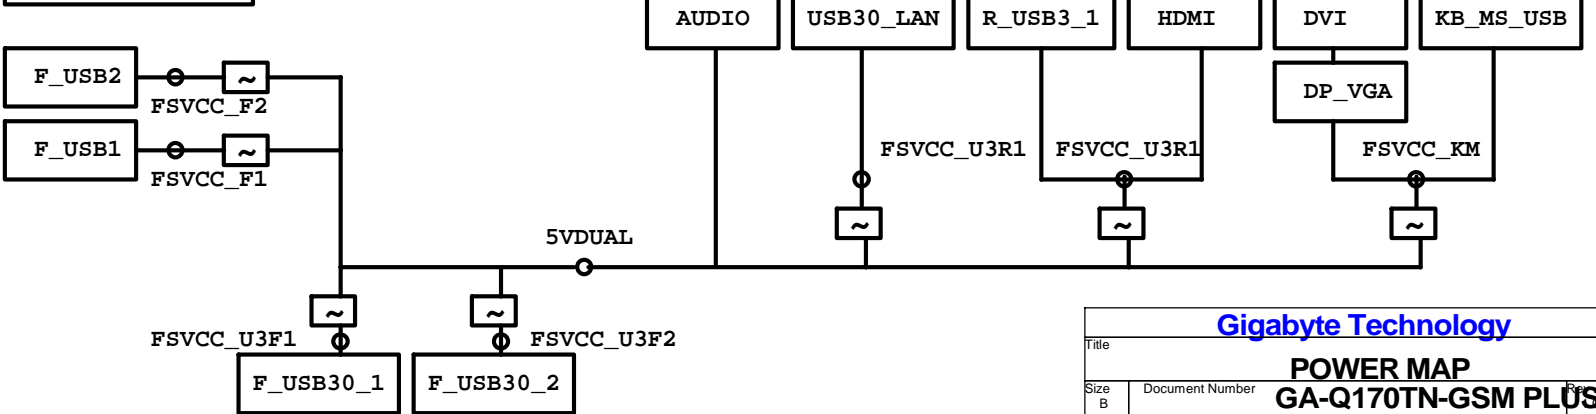 AUDIO USB30_LAN R_USB3_1 HDMI DVI KB_MS_USB
F_USB2
FSVCC_F2
DP_VGA
F_USB1
FSVCC_F1
FSVCC_U3R1 FSVCC_U3R1 FSVCC_KM
~ ~ ~ ~ ~
5VDUAL
~ ~
FSVCC_U3F1 FSVCC_U3F2
F_USB30_1 F_USB30_2
Gigabyte Technology
Title
POWER MAP
Size Document Number Rev
B GA-Q170TN-GSM PLUS